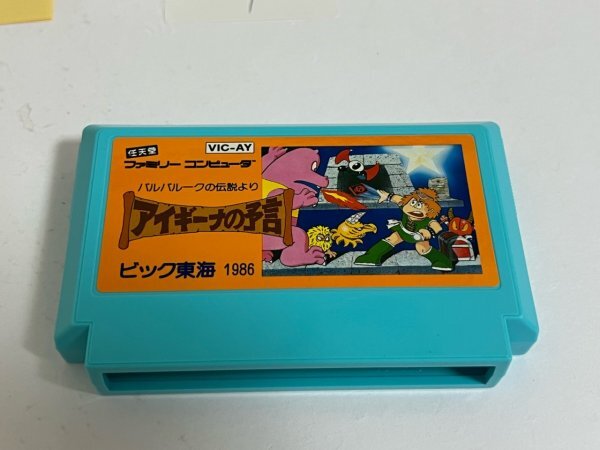 任天堂
VIC-AY
ファミリー コンピュータ
バルバルークの伝説より
アイギーナの予言
ビック東海 1986